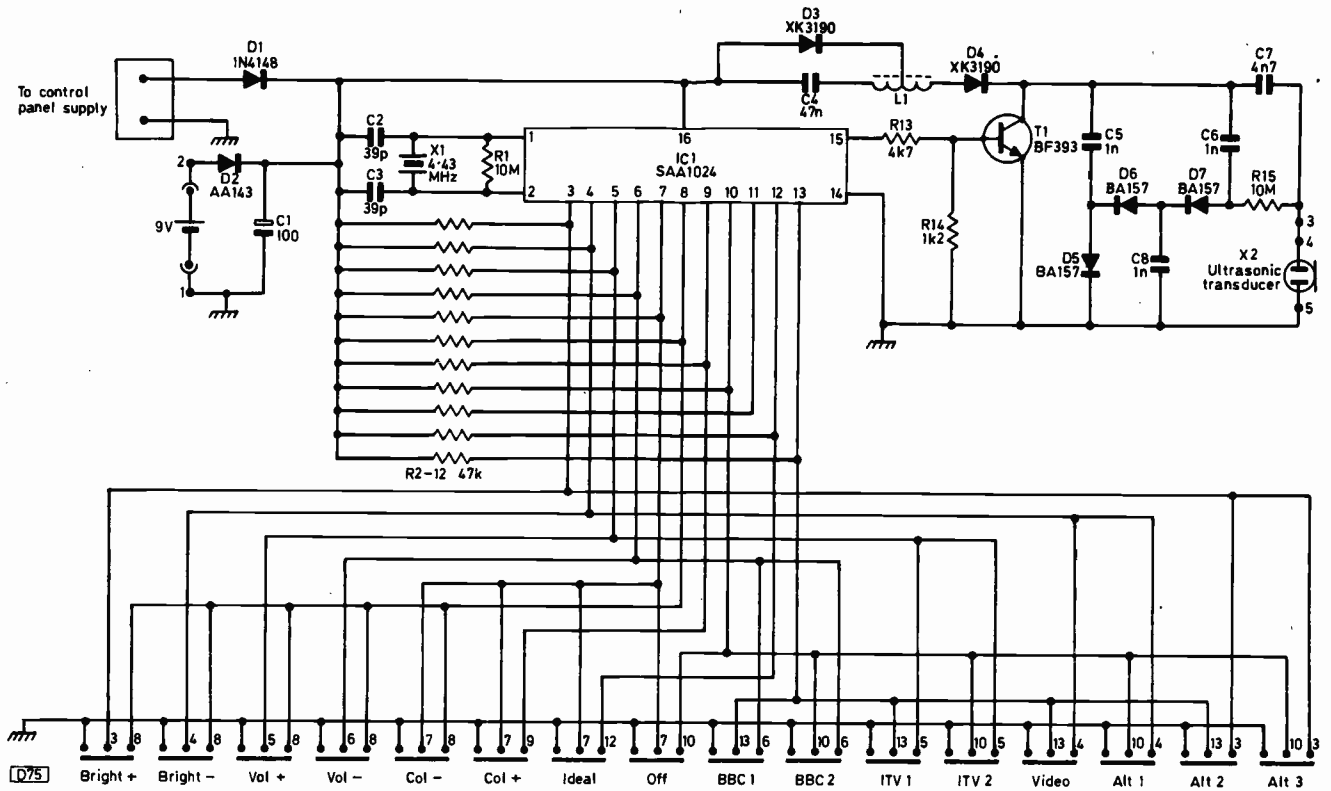 D1
1N4148
To control
panel supply
D3
XK3190
D4
XK3190
C4
47n
L1
C7
4n7
C2
39p
X1
4·43
MHz
R1
10M
C3
39p
1
2
16
IC1
SAA1024
15
14
3 4 5 6 7 8 9 10 11 12 13
R13
4k7
T1
BF393
C5
1n
C6
1n
D6
BA157
D7
BA157
R15
10M
R14
1k2
D5
BA157
C8
1n
3
4
X2
Ultrasonic
transducer
5
2
D2
AA143
9V
C1
100
1
R2-12 47k
3 8 4 8 5 8 6 8 7 8 7 9 7 12 7 10 13 6 10 6 13 5 10 5 13 4 10 4 13 3 10 3
D75
Bright + Bright - Vol + Vol - Col - Col + Ideal Off BBC 1 BBC 2 ITV 1 ITV 2 Video Alt 1 Alt 2 Alt 3